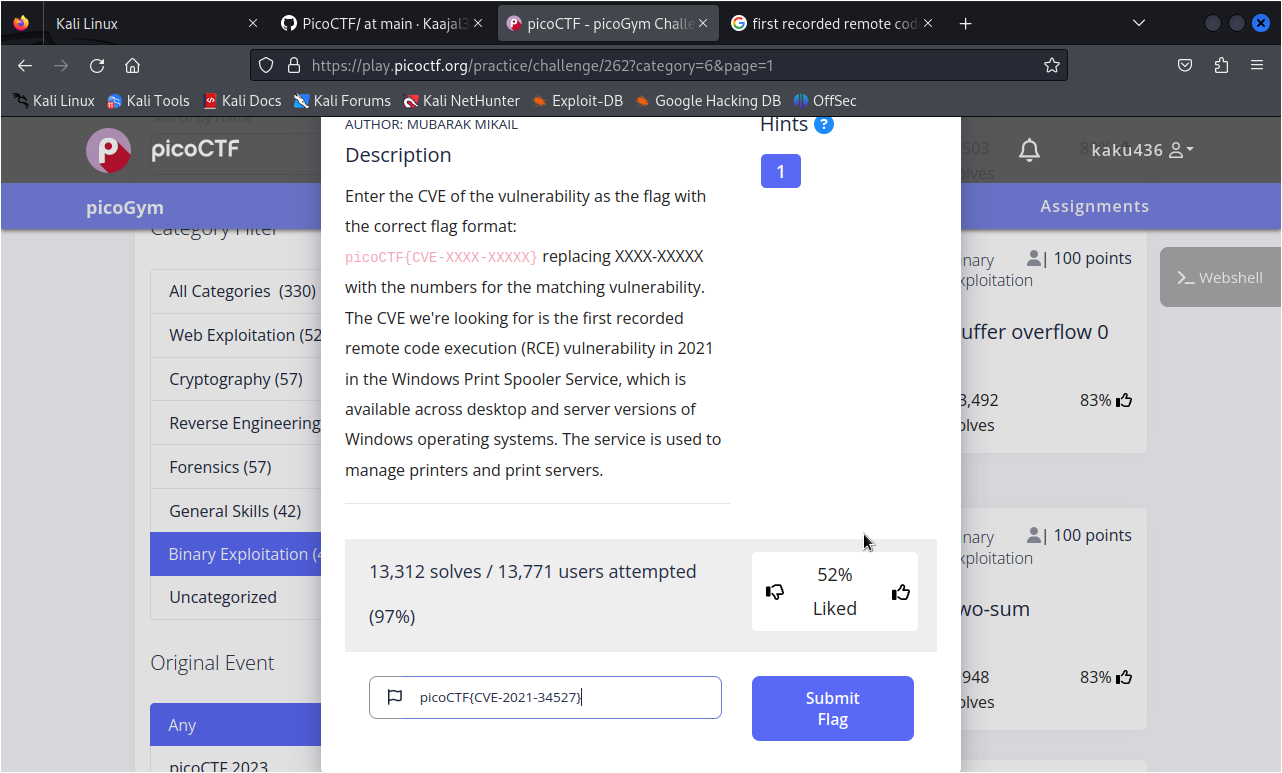 Kali Linux
PicoCTF/ at main · Kaajal3
picoCTF - picoGym Challe
first recorded remote cod
https://play.picoctf.org/practice/challenge/262?category=6&page=1
Kali Linux Kali Tools Kali Docs Kali Forums Kali NetHunter Exploit-DB Google Hacking DB OffSec
picoCTF
kaku436
picoGym
Assignments
Category Filter
All Categories (330)
Web Exploitation (52
Cryptography (57)
Reverse Engineering
Forensics (57)
General Skills (42)
Binary Exploitation (4
Uncategorized
Original Event
Any
picoCTF 2023
AUTHOR: MUBARAK MIKAIL
Description
Enter the CVE of the vulnerability as the flag with
the correct flag format:
picoCTF{CVE-XXXX-XXXXX} replacing XXXX-XXXXX
with the numbers for the matching vulnerability.
The CVE we're looking for is the first recorded
remote code execution (RCE) vulnerability in 2021
in the Windows Print Spooler Service, which is
available across desktop and server versions of
Windows operating systems. The service is used to
manage printers and print servers.
Hints ?
1
13,312 solves / 13,771 users attempted
(97%)
52%
Liked
picoCTF{CVE-2021-34527}
Submit
Flag
503
olves
nary
xploitation
| 100 points
uffer overflow 0
3,492
olves
83%
nary
xploitation
| 100 points
wo-sum
948
olves
83%
Webshell